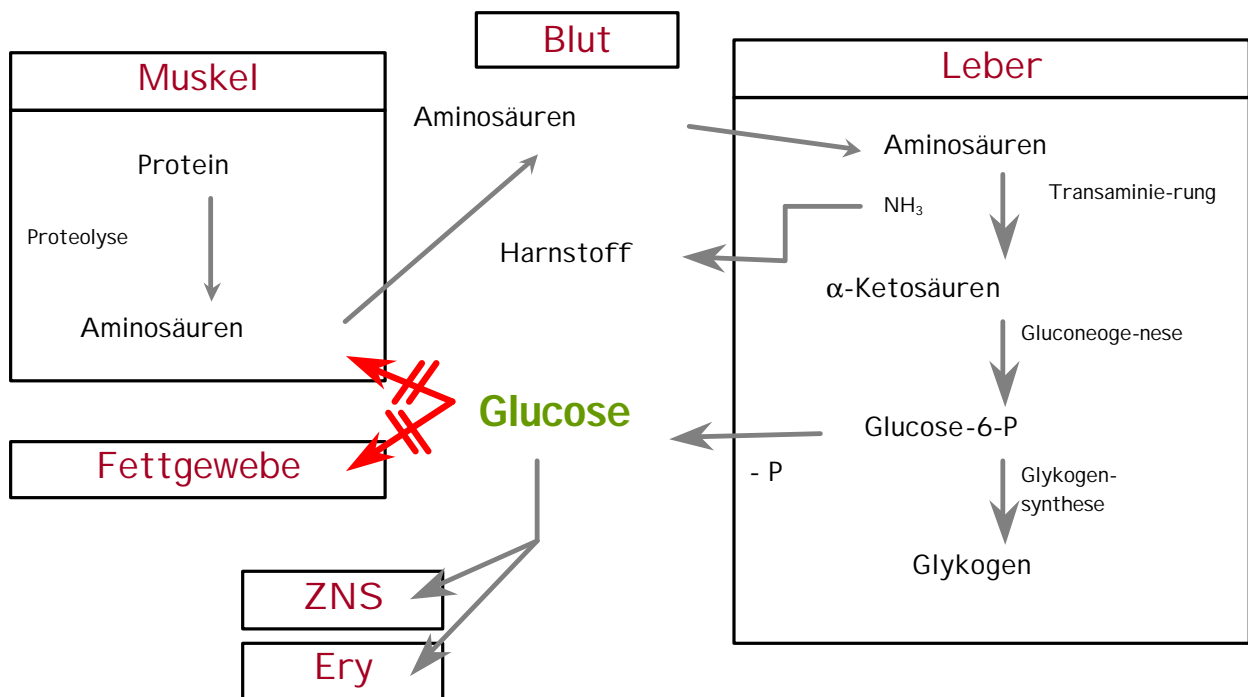 Blut
Muskel
Leber
Aminosäuren
Aminosäuren
Protein
Transaminie-rung
NH₃
Proteolyse
Harnstoff
α-Ketosäuren
Aminosäuren
Gluconeoge-nese
Glucose
Glucose-6-P
Fettgewebe
- P
Glykogen-
synthese
Glykogen
ZNS
Ery